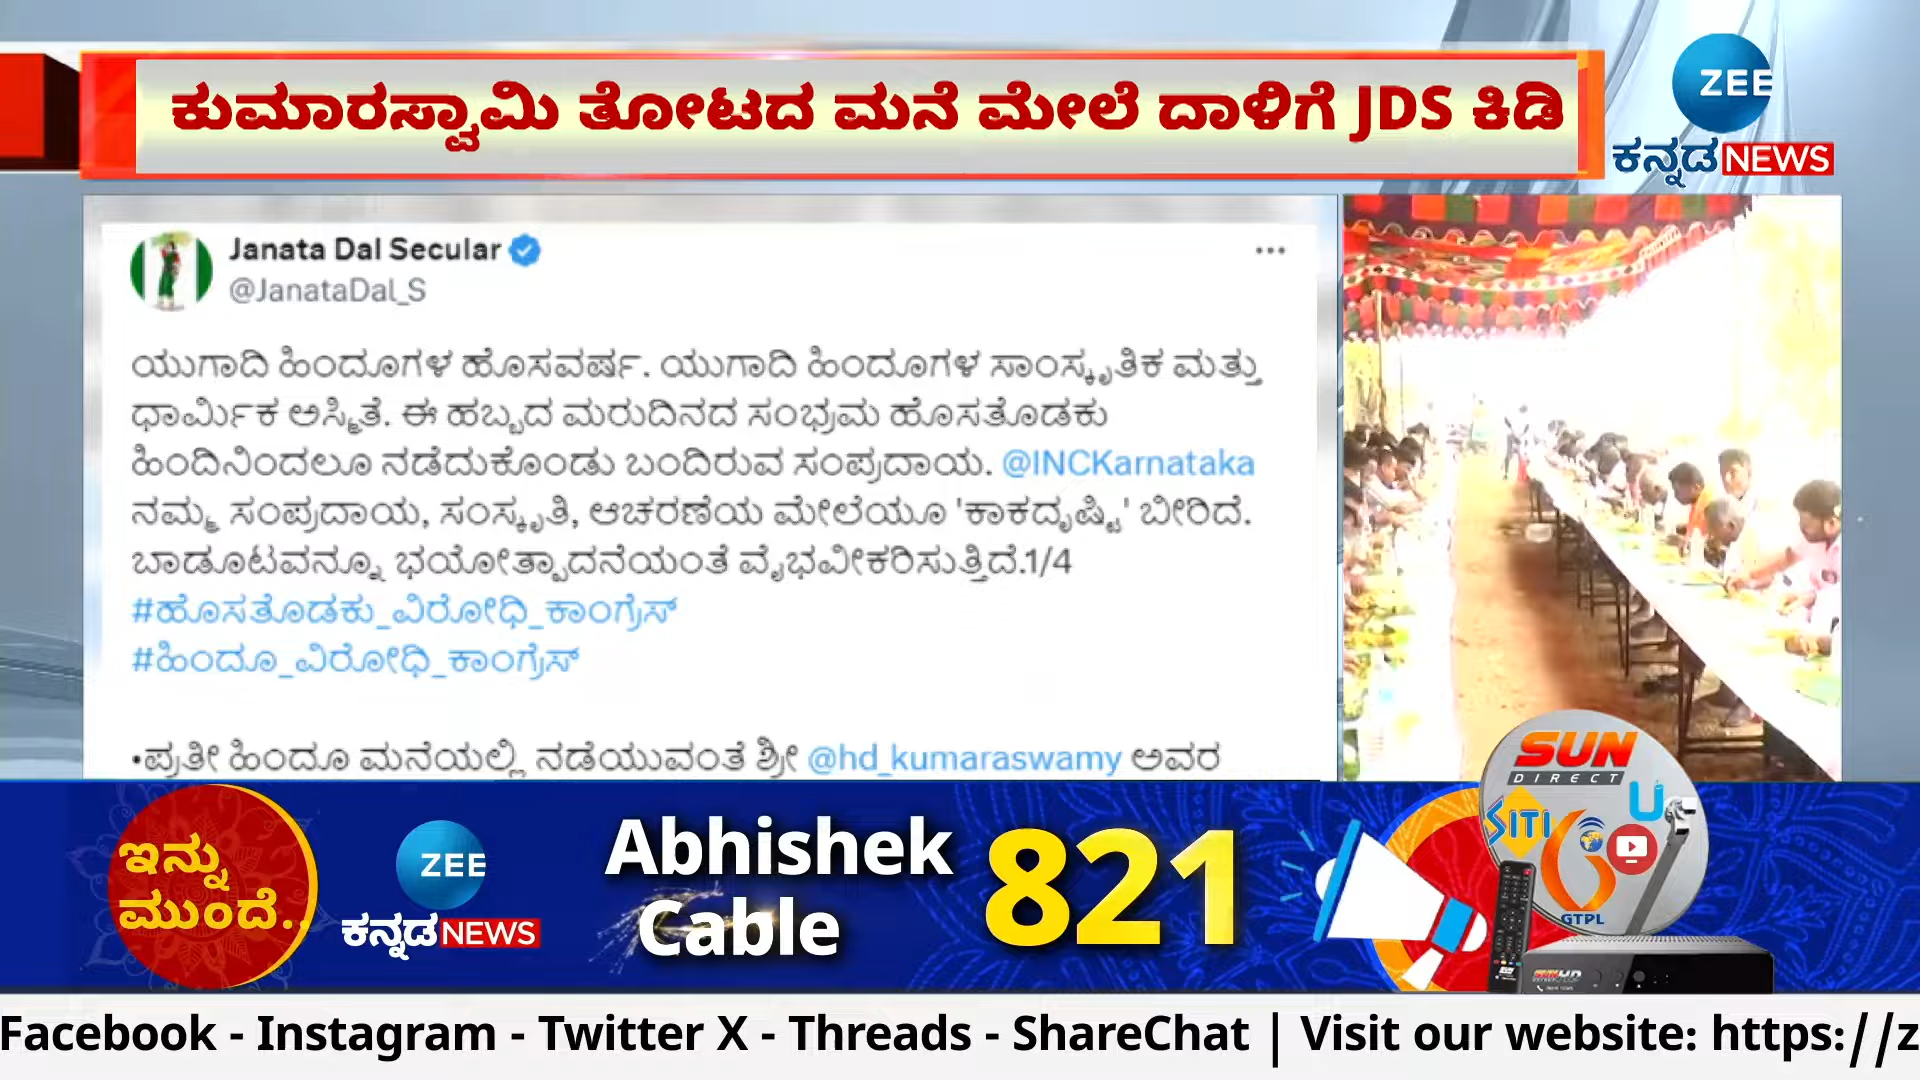 ಕುಮಾರಸ್ವಾಮಿ ತೋಟದ ಮನೆ ಮೇಲೆ ದಾಳಿಗೆ JDS ಕಿಡಿ
ZEE
ಕನ್ನಡ NEWS
Janata Dal Secular
@JanataDal_S
ಯುಗಾದಿ ಹಿಂದೂಗಳ ಹೊಸವರ್ಷ. ಯುಗಾದಿ ಹಿಂದೂಗಳ ಸಾಂಸ್ಕೃತಿಕ ಮತ್ತು
ಧಾರ್ಮಿಕ ಅಸ್ಮಿತೆ. ಈ ಹಬ್ಬದ ಮರುದಿನದ ಸಂಭ್ರಮ ಹೊಸತೊಡಕು
ಹಿಂದಿನಿಂದಲೂ ನಡೆದುಕೊಂಡು ಬಂದಿರುವ ಸಂಪ್ರದಾಯ. @INCKarnataka
ನಮ್ಮ ಸಂಪ್ರದಾಯ, ಸಂಸ್ಕೃತಿ, ಆಚರಣೆಯ ಮೇಲೆಯೂ 'ಕಾಕದೃಷ್ಟಿ' ಬೀರಿದೆ.
ಬಾಡೂಟವನ್ನೂ ಭಯೋತ್ಪಾದನೆಯಂತೆ ವೈಭವೀಕರಿಸುತ್ತಿದೆ.1/4
#ಹೊಸತೊಡಕು_ವಿರೋಧಿ_ಕಾಂಗ್ರೆಸ್
#ಹಿಂದೂ_ವಿರೋಧಿ_ಕಾಂಗ್ರೆಸ್
•ಪ್ರತೀ ಹಿಂದೂ ಮನೆಯಲ್ಲಿ ನಡೆಯುವಂತೆ ಶ್ರೀ @hd_kumaraswamy ಅವರ
ಇನ್ನು
ಮುಂದೆ..
ZEE
ಕನ್ನಡ NEWS
Abhishek
Cable
821
SUN
DIRECT
SITI
U
GTPL
SUN HD
Facebook - Instagram - Twitter X - Threads - ShareChat | Visit our website: https://z